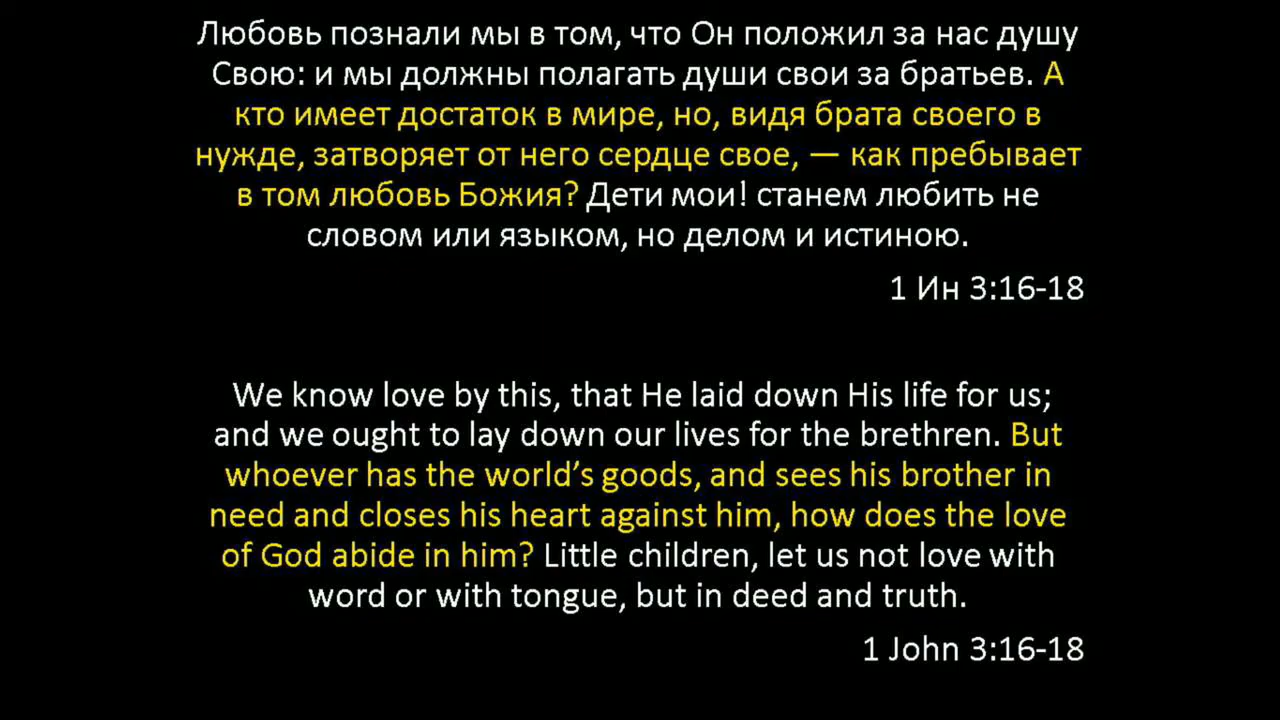 Любовь познали мы в том, что Он положил за нас душу
Свою: и мы должны полагать души свои за братьев. А
кто имеет достаток в мире, но, видя брата своего в
нужде, затворяет от него сердце свое, — как пребывает
в том любовь Божия? Дети мои! станем любить не
словом или языком, но делом и истиною.
1 Ин 3:16-18
We know love by this, that He laid down His life for us;
and we ought to lay down our lives for the brethren. But
whoever has the world’s goods, and sees his brother in
need and closes his heart against him, how does the love
of God abide in him? Little children, let us not love with
word or with tongue, but in deed and truth.
1 John 3:16-18